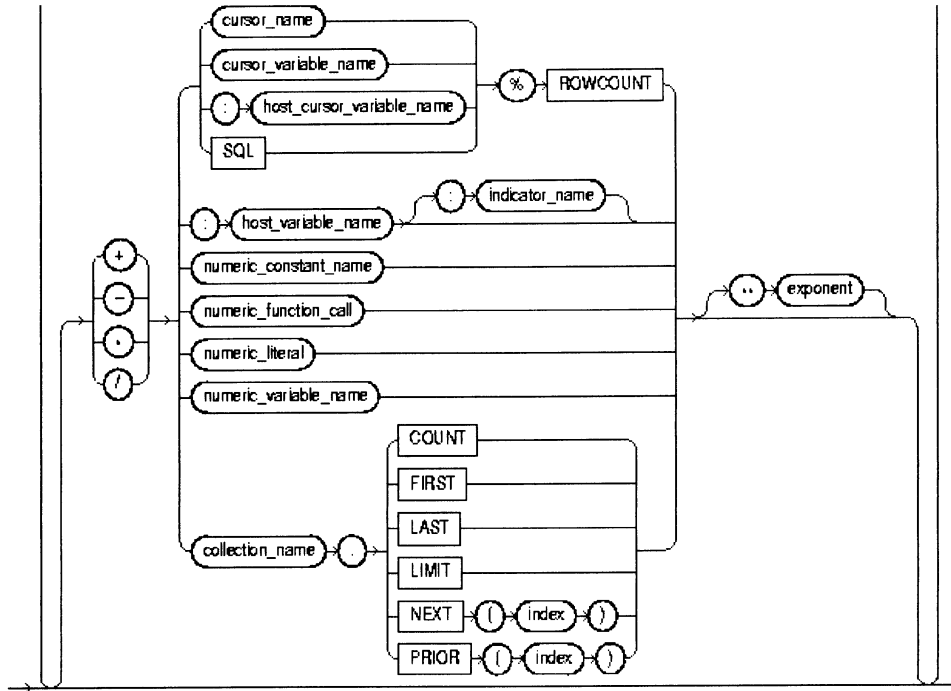 cursor_name
cursor_variable_name
: host_cursor_variable_name
SQL
% ROWCOUNT
: host_variable_name : indicator_name
+
numeric_constant_name
−
numeric_function_call
** exponent
*
numeric_literal
/
numeric_variable_name
collection_name .
COUNT
FIRST
LAST
LIMIT
NEXT ( index )
PRIOR ( index )